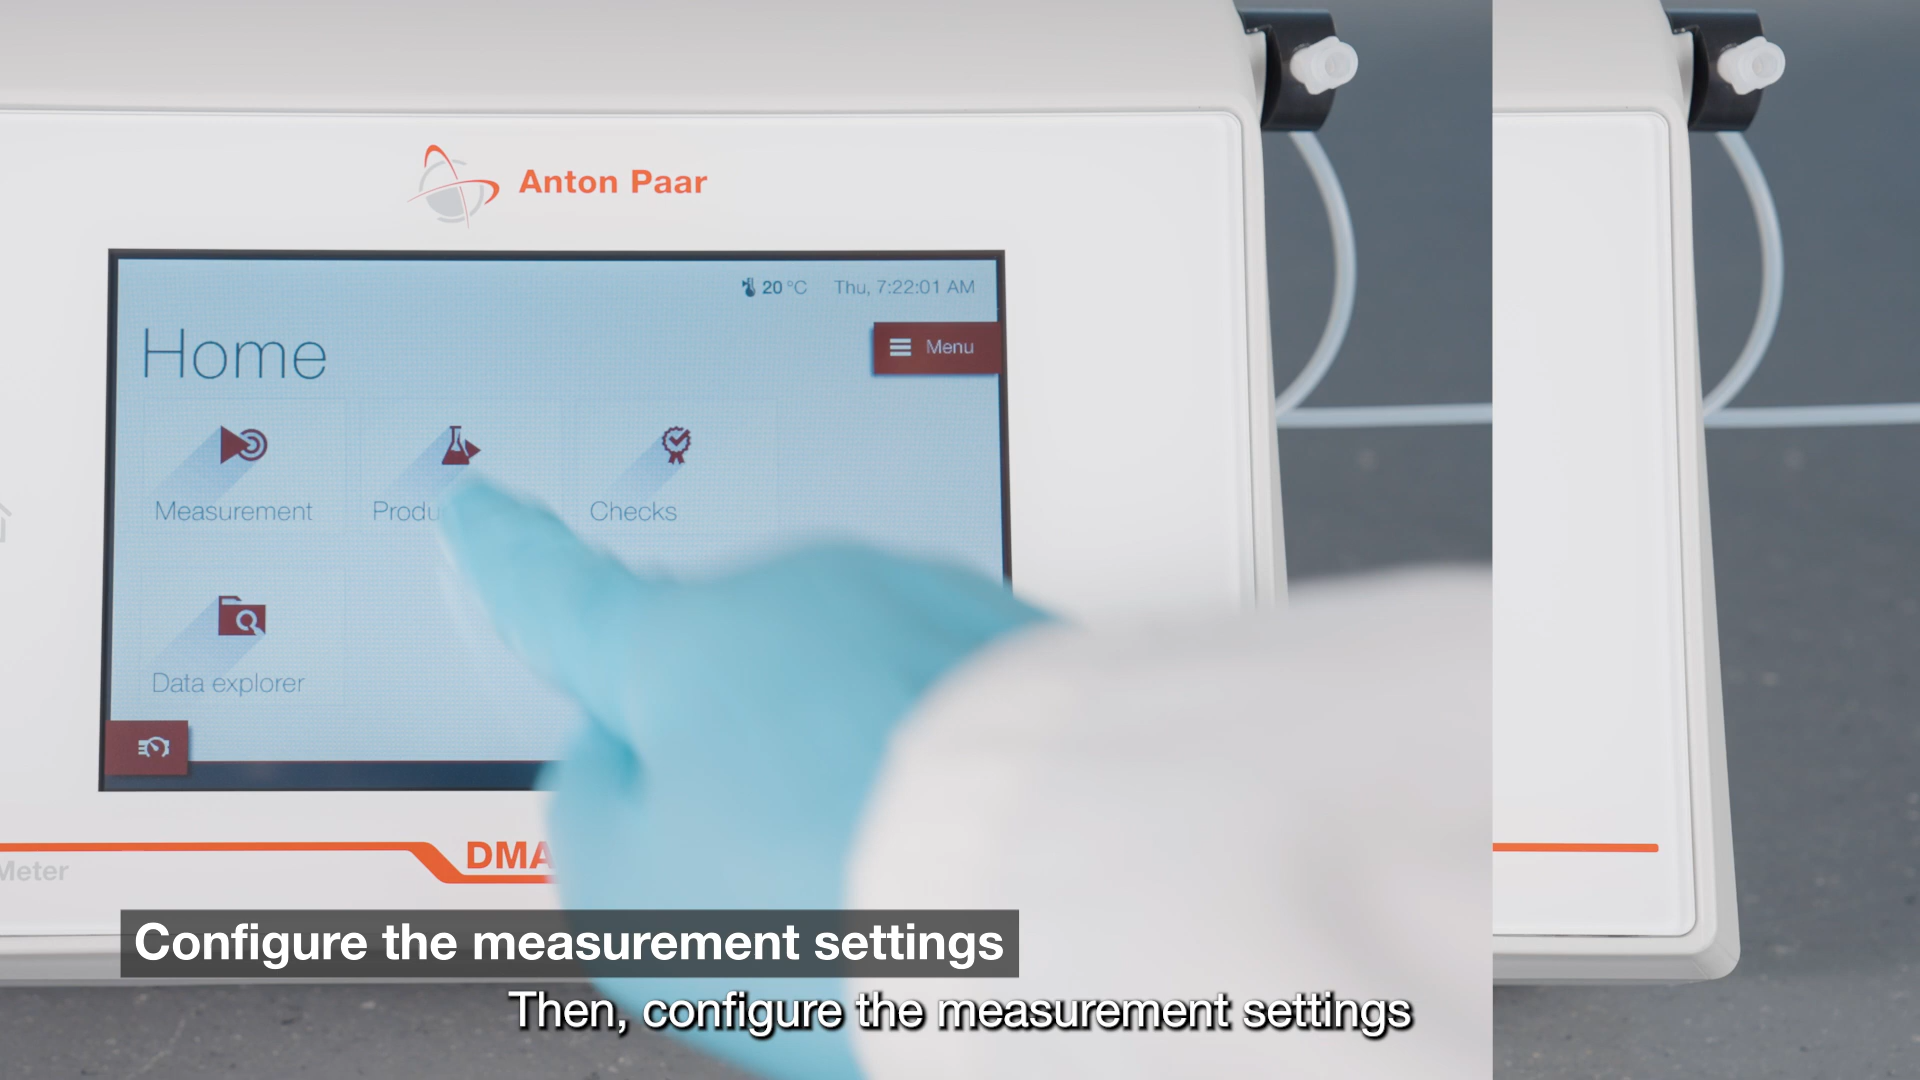 Anton Paar
20 °C Thu, 7:22:01 AM
Home
Menu
Measurement
Checks
Data explorer
DMA
Meter
Configure the measurement settings
Then, configure the measurement settings